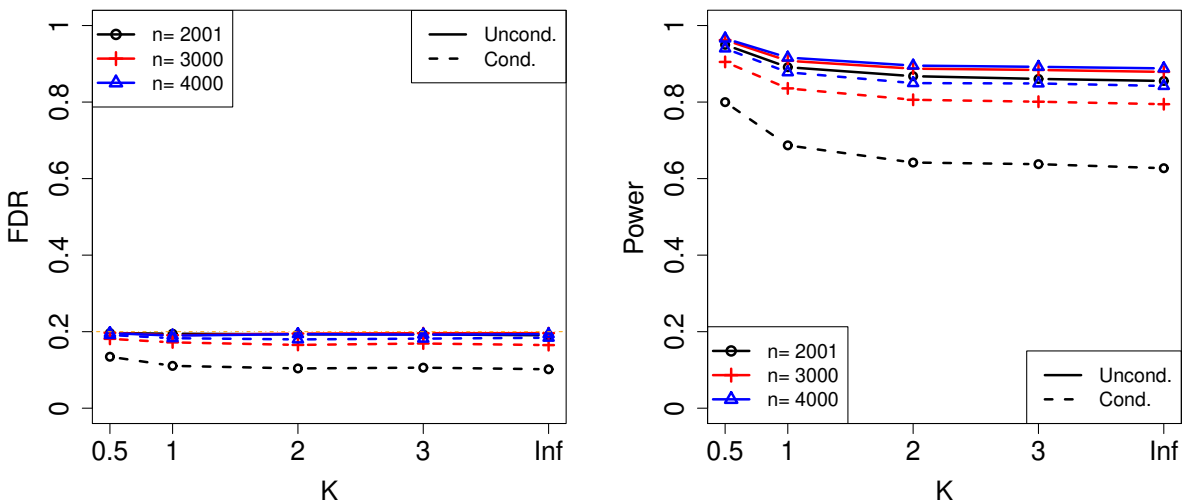 n= 2001
n= 3000
n= 4000
Uncond.
Cond.
FDR
0
0.2
0.4
0.6
0.8
1
0.5
1
2
3
Inf
K
Power
0
0.2
0.4
0.6
0.8
1
n= 2001
n= 3000
n= 4000
Uncond.
Cond.
0.5
1
2
3
Inf
K